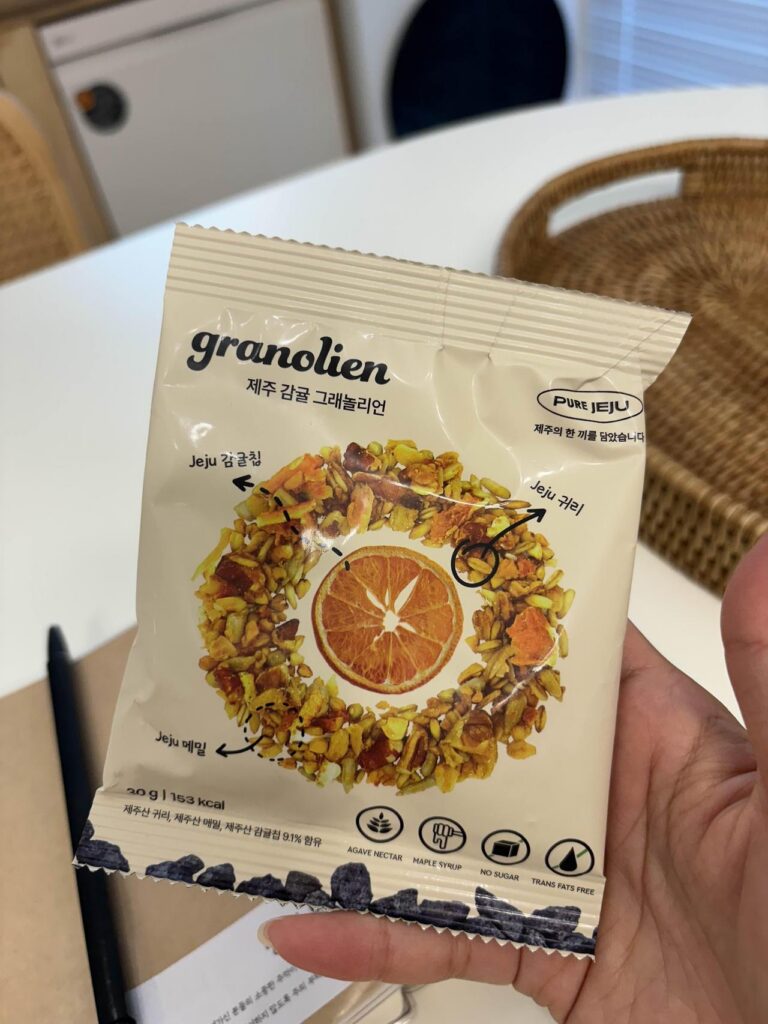 granolien
제주 감귤 그래놀리언
PURE JEJU
제주의 한 끼를 담았습니다
Jeju 감귤칩
Jeju 귀리
Jeju 메밀
30 g | 153 kcal
제주산 귀리, 제주산 메밀, 제주산 감귤칩 9.1% 함유
AGAVE NECTAR
MAPLE SYRUP
NO SUGAR
TRANS FATS FREE